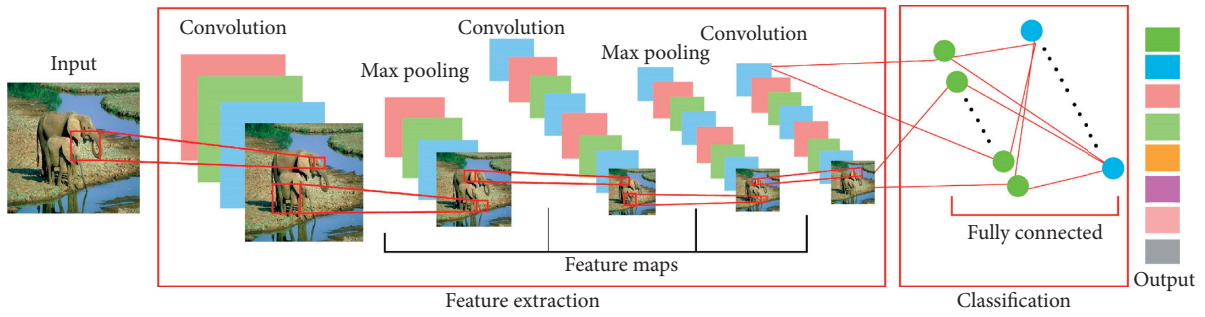 Input
Convolution
Max pooling
Convolution
Max pooling
Convolution
Feature maps
Feature extraction
Fully connected
Classification
Output